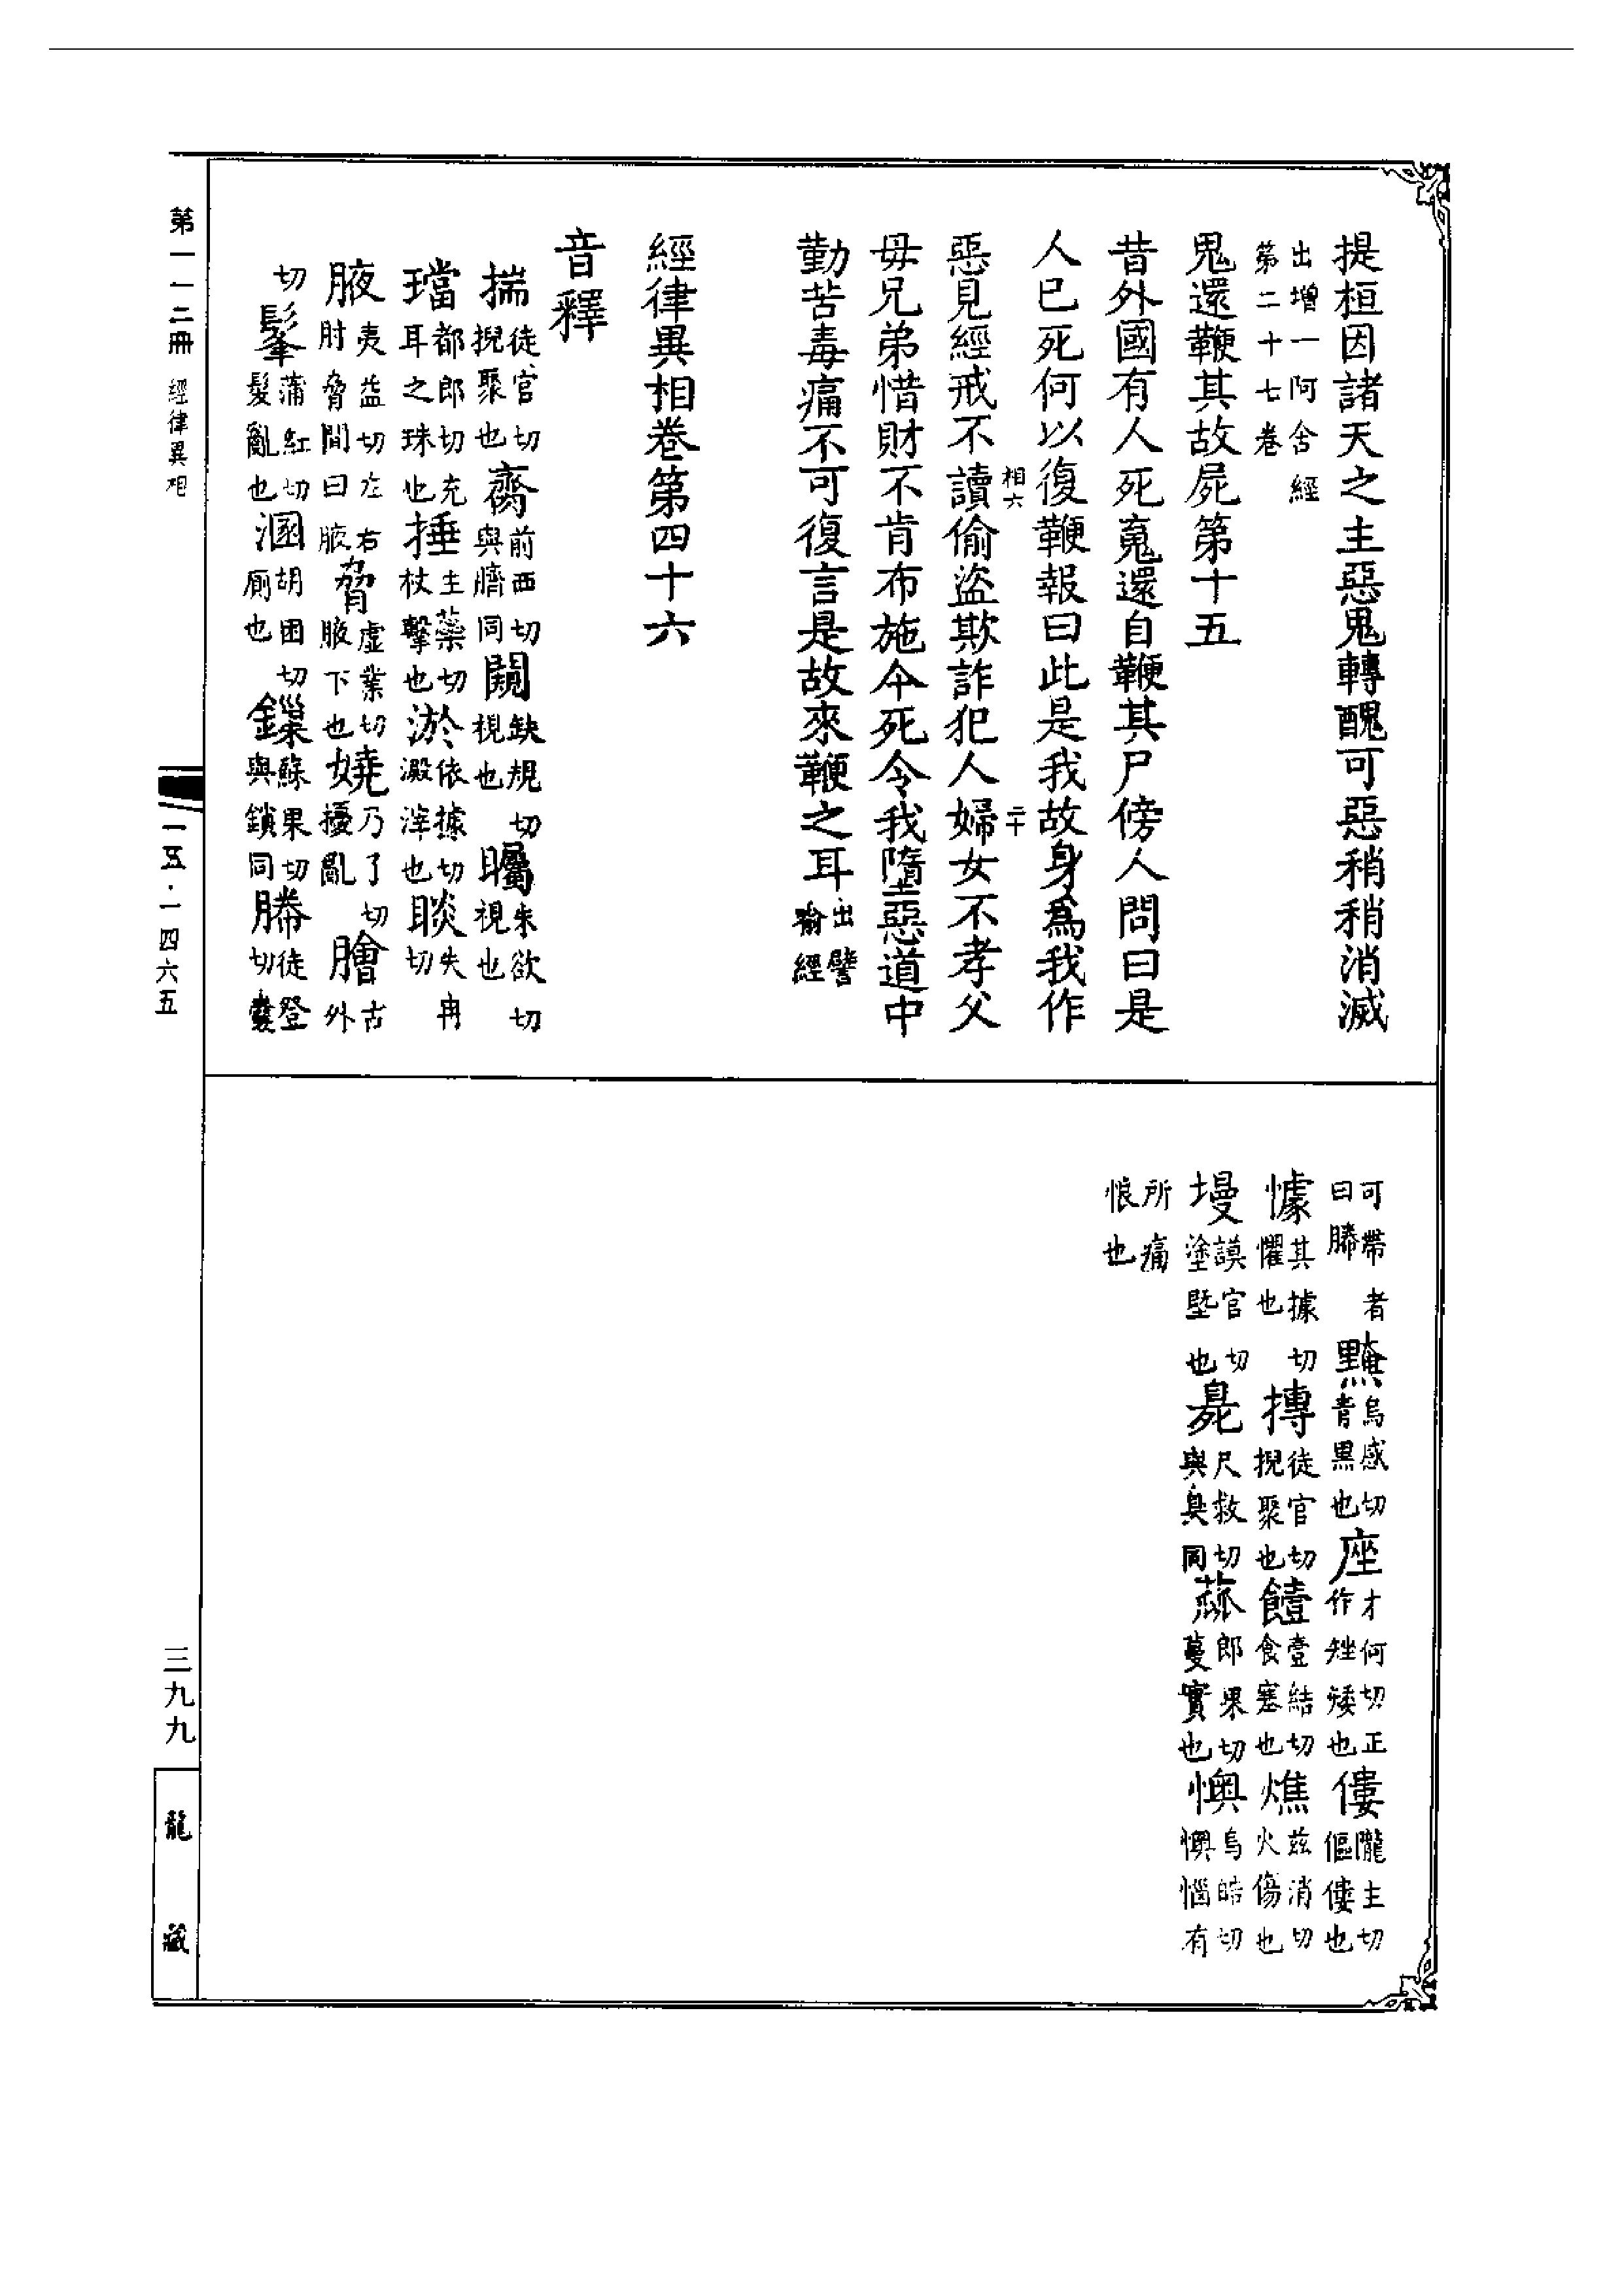 提桓因諸天之主惡鬼轉醜可惡稍稍消滅
出增一阿含經
第二十七卷
鬼還鞭其故屍第十五
昔外國有人死䰟還自鞭其尸傍人問曰是
人已死何以復鞭報曰此是我故身為我作
相六
二十
惡見經戒不讀偷盜欺詐犯人婦女不孝父
母兄弟惜財不肯布施今死令我墮惡道中
勤苦毒痛不可復言是故來鞭之耳出譬喻經
經律異相卷第四十六
音釋
揣徒官切捝聚也 齌前西切與臍同 闚缺規切視也 矚朱欲切視也
璫都郎切充耳之珠也 捶主蘂切杖擊也 淤依據切澱滓也 睒失冉切
腋夷益切左右肘脅間曰腋 脅虛業切腋下也 嬈乃了切擾亂 膾古外
切 髼蒲紅切髮亂也 溷胡困切廁也 鏁蘇果切與鎖同 幐徒登切囊
可帶者曰幐 黤烏感切青黑也 座才何切正作矬矮也 僂隴主切傴僂也
懅其據切懼也 摶徒官切捝聚也 饐壹結切食塞也 燋兹消切火傷也
墁謨官切塗墍也 臰尺救切與臭同 蓏郎果切蔓實也 懊烏皓切懊惱有
所痛恨也
第一一二冊 經律異相
一五·一四六五
三九九
龍藏